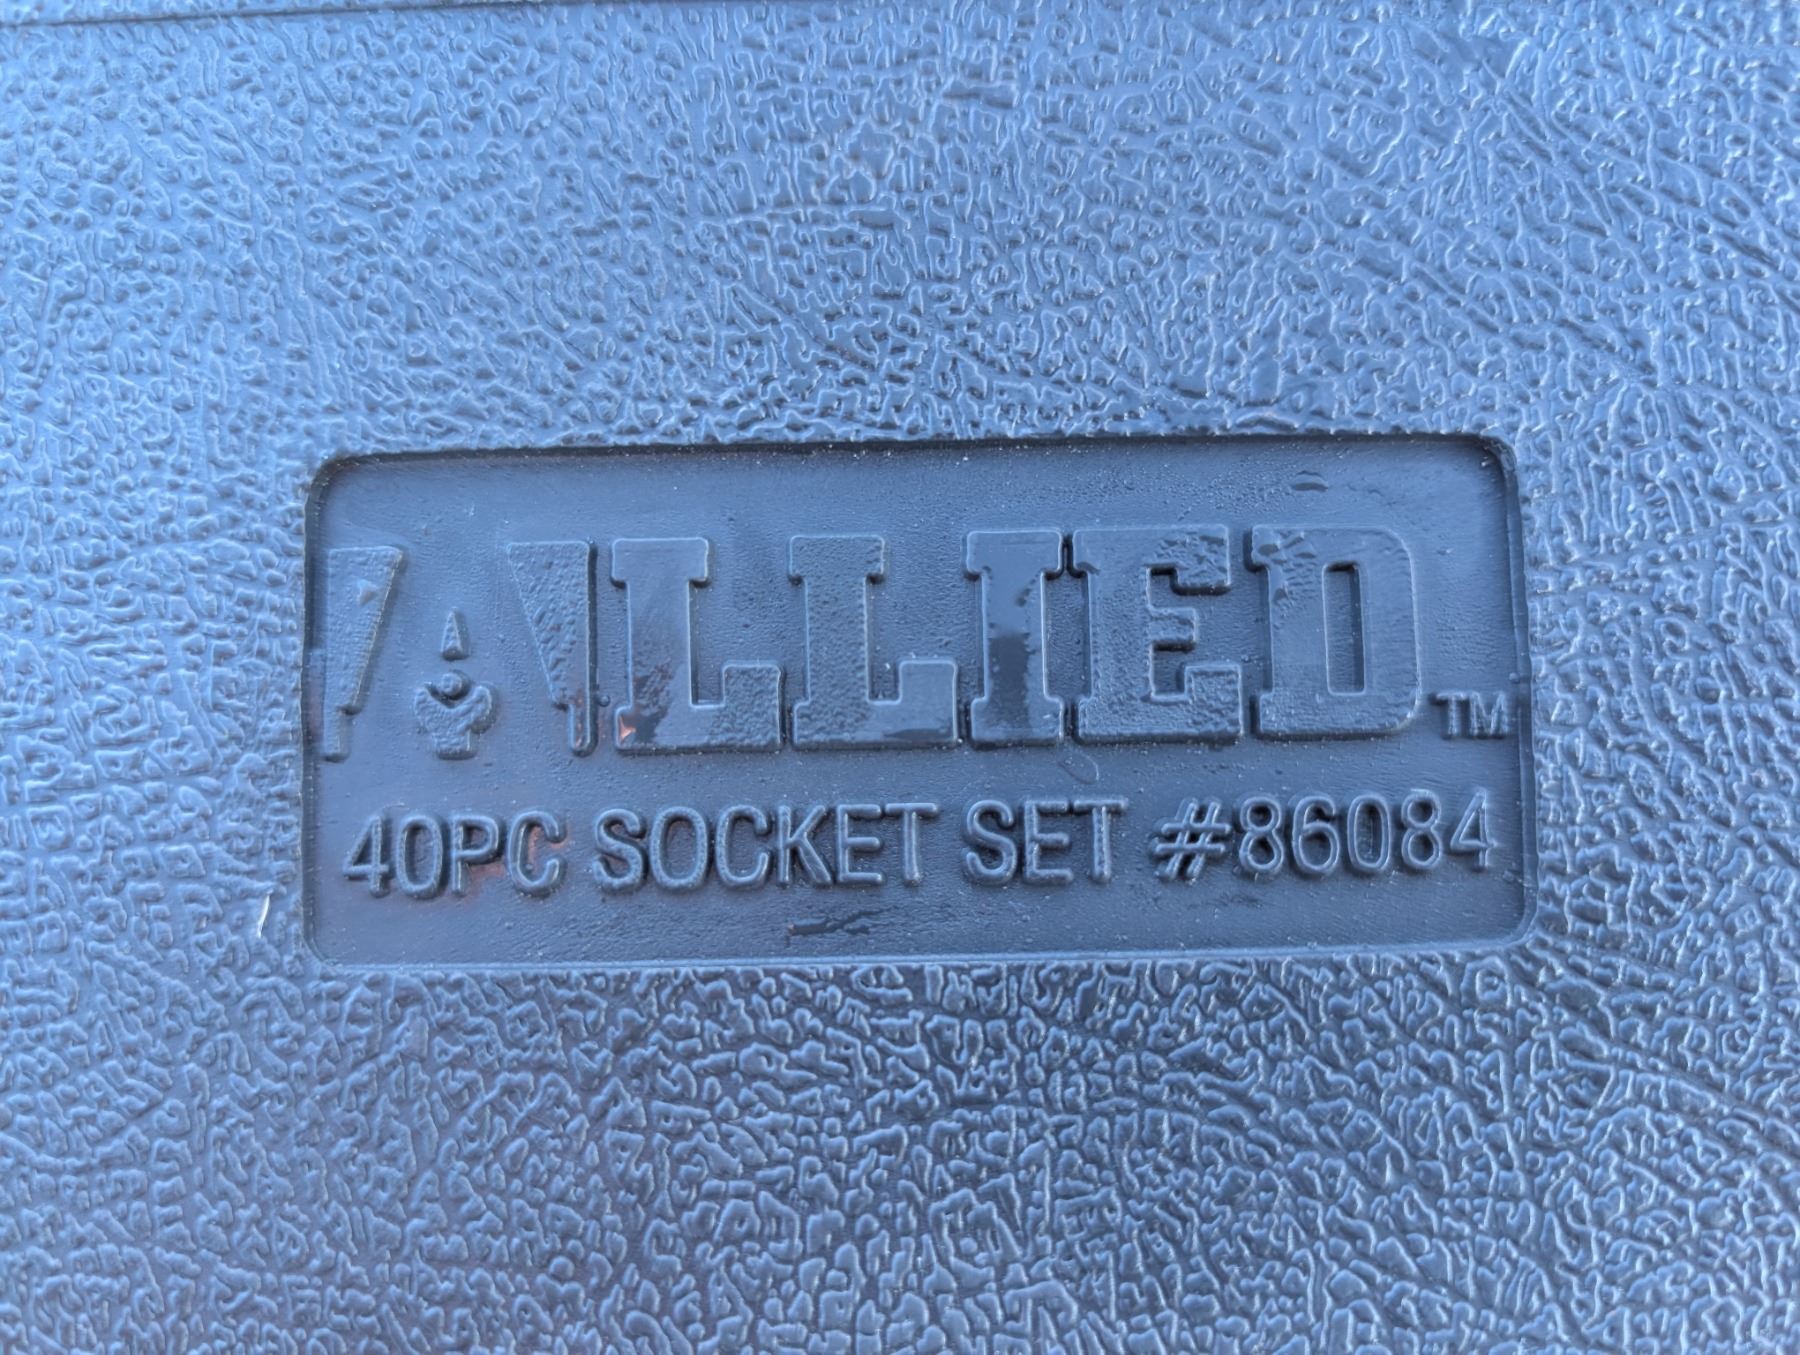 ALLIED™
40PC SOCKET SET #86084